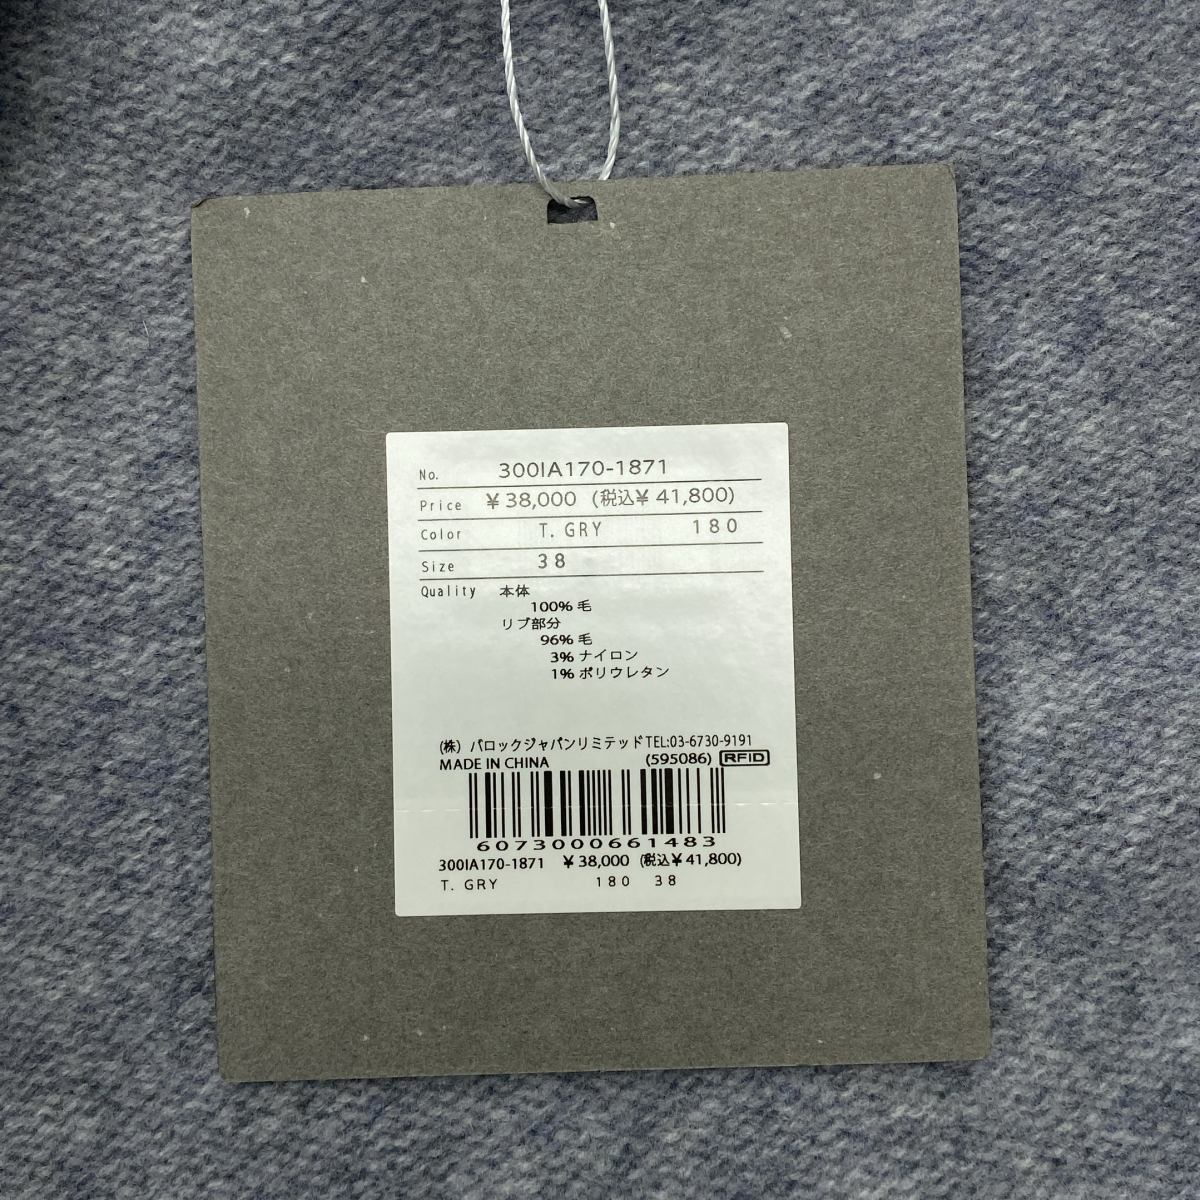 No. 300IA170-1871
Price ¥38,000 (税込¥41,800)
Color T. GRY 180
Size 38
Quality 本体
100% 毛
リブ部分
96% 毛
3% ナイロン
1% ポリウレタン
(株) バロックジャパンリミテッドTEL:03-6730-9191
MADE IN CHINA (595086) RFID
6073000661483
300IA170-1871 ¥38,000 (税込¥41,800)
T. GRY 180 38